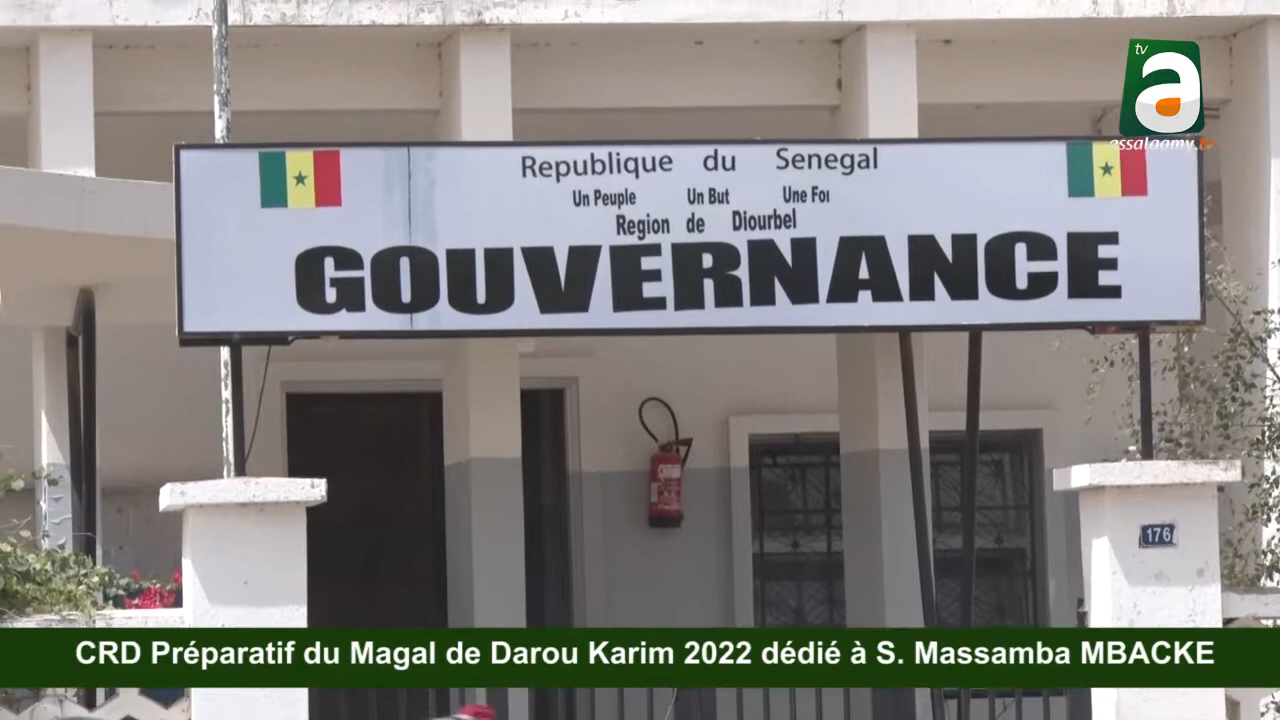 tv
a
assalaamv.tv
Republique du Senegal
Un Peuple Un But Une Foi
Region de Diourbel
GOUVERNANCE
176
CRD Préparatif du Magal de Darou Karim 2022 dédié à S. Massamba MBACKE